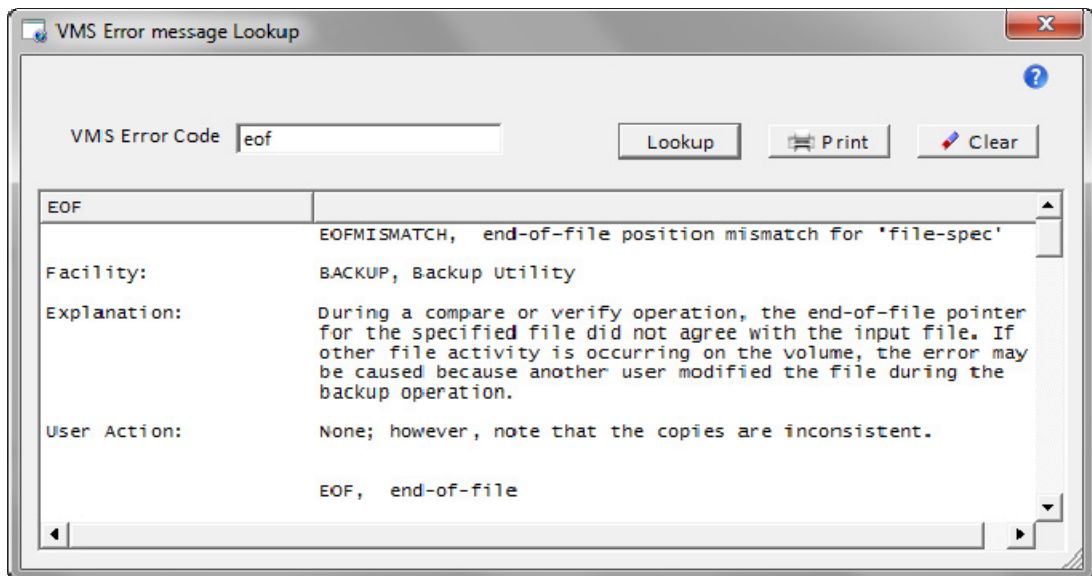 VMS Error message Lookup
VMS Error Code eof Lookup Print Clear
EOF
EOFMISMATCH, end-of-file position mismatch for 'file-spec'
Facility: BACKUP, Backup Utility
Explanation: During a compare or verify operation, the end-of-file pointer
for the specified file did not agree with the input file. If
other file activity is occurring on the volume, the error may
be caused because another user modified the file during the
backup operation.
User Action: None; however, note that the copies are inconsistent.
EOF, end-of-file